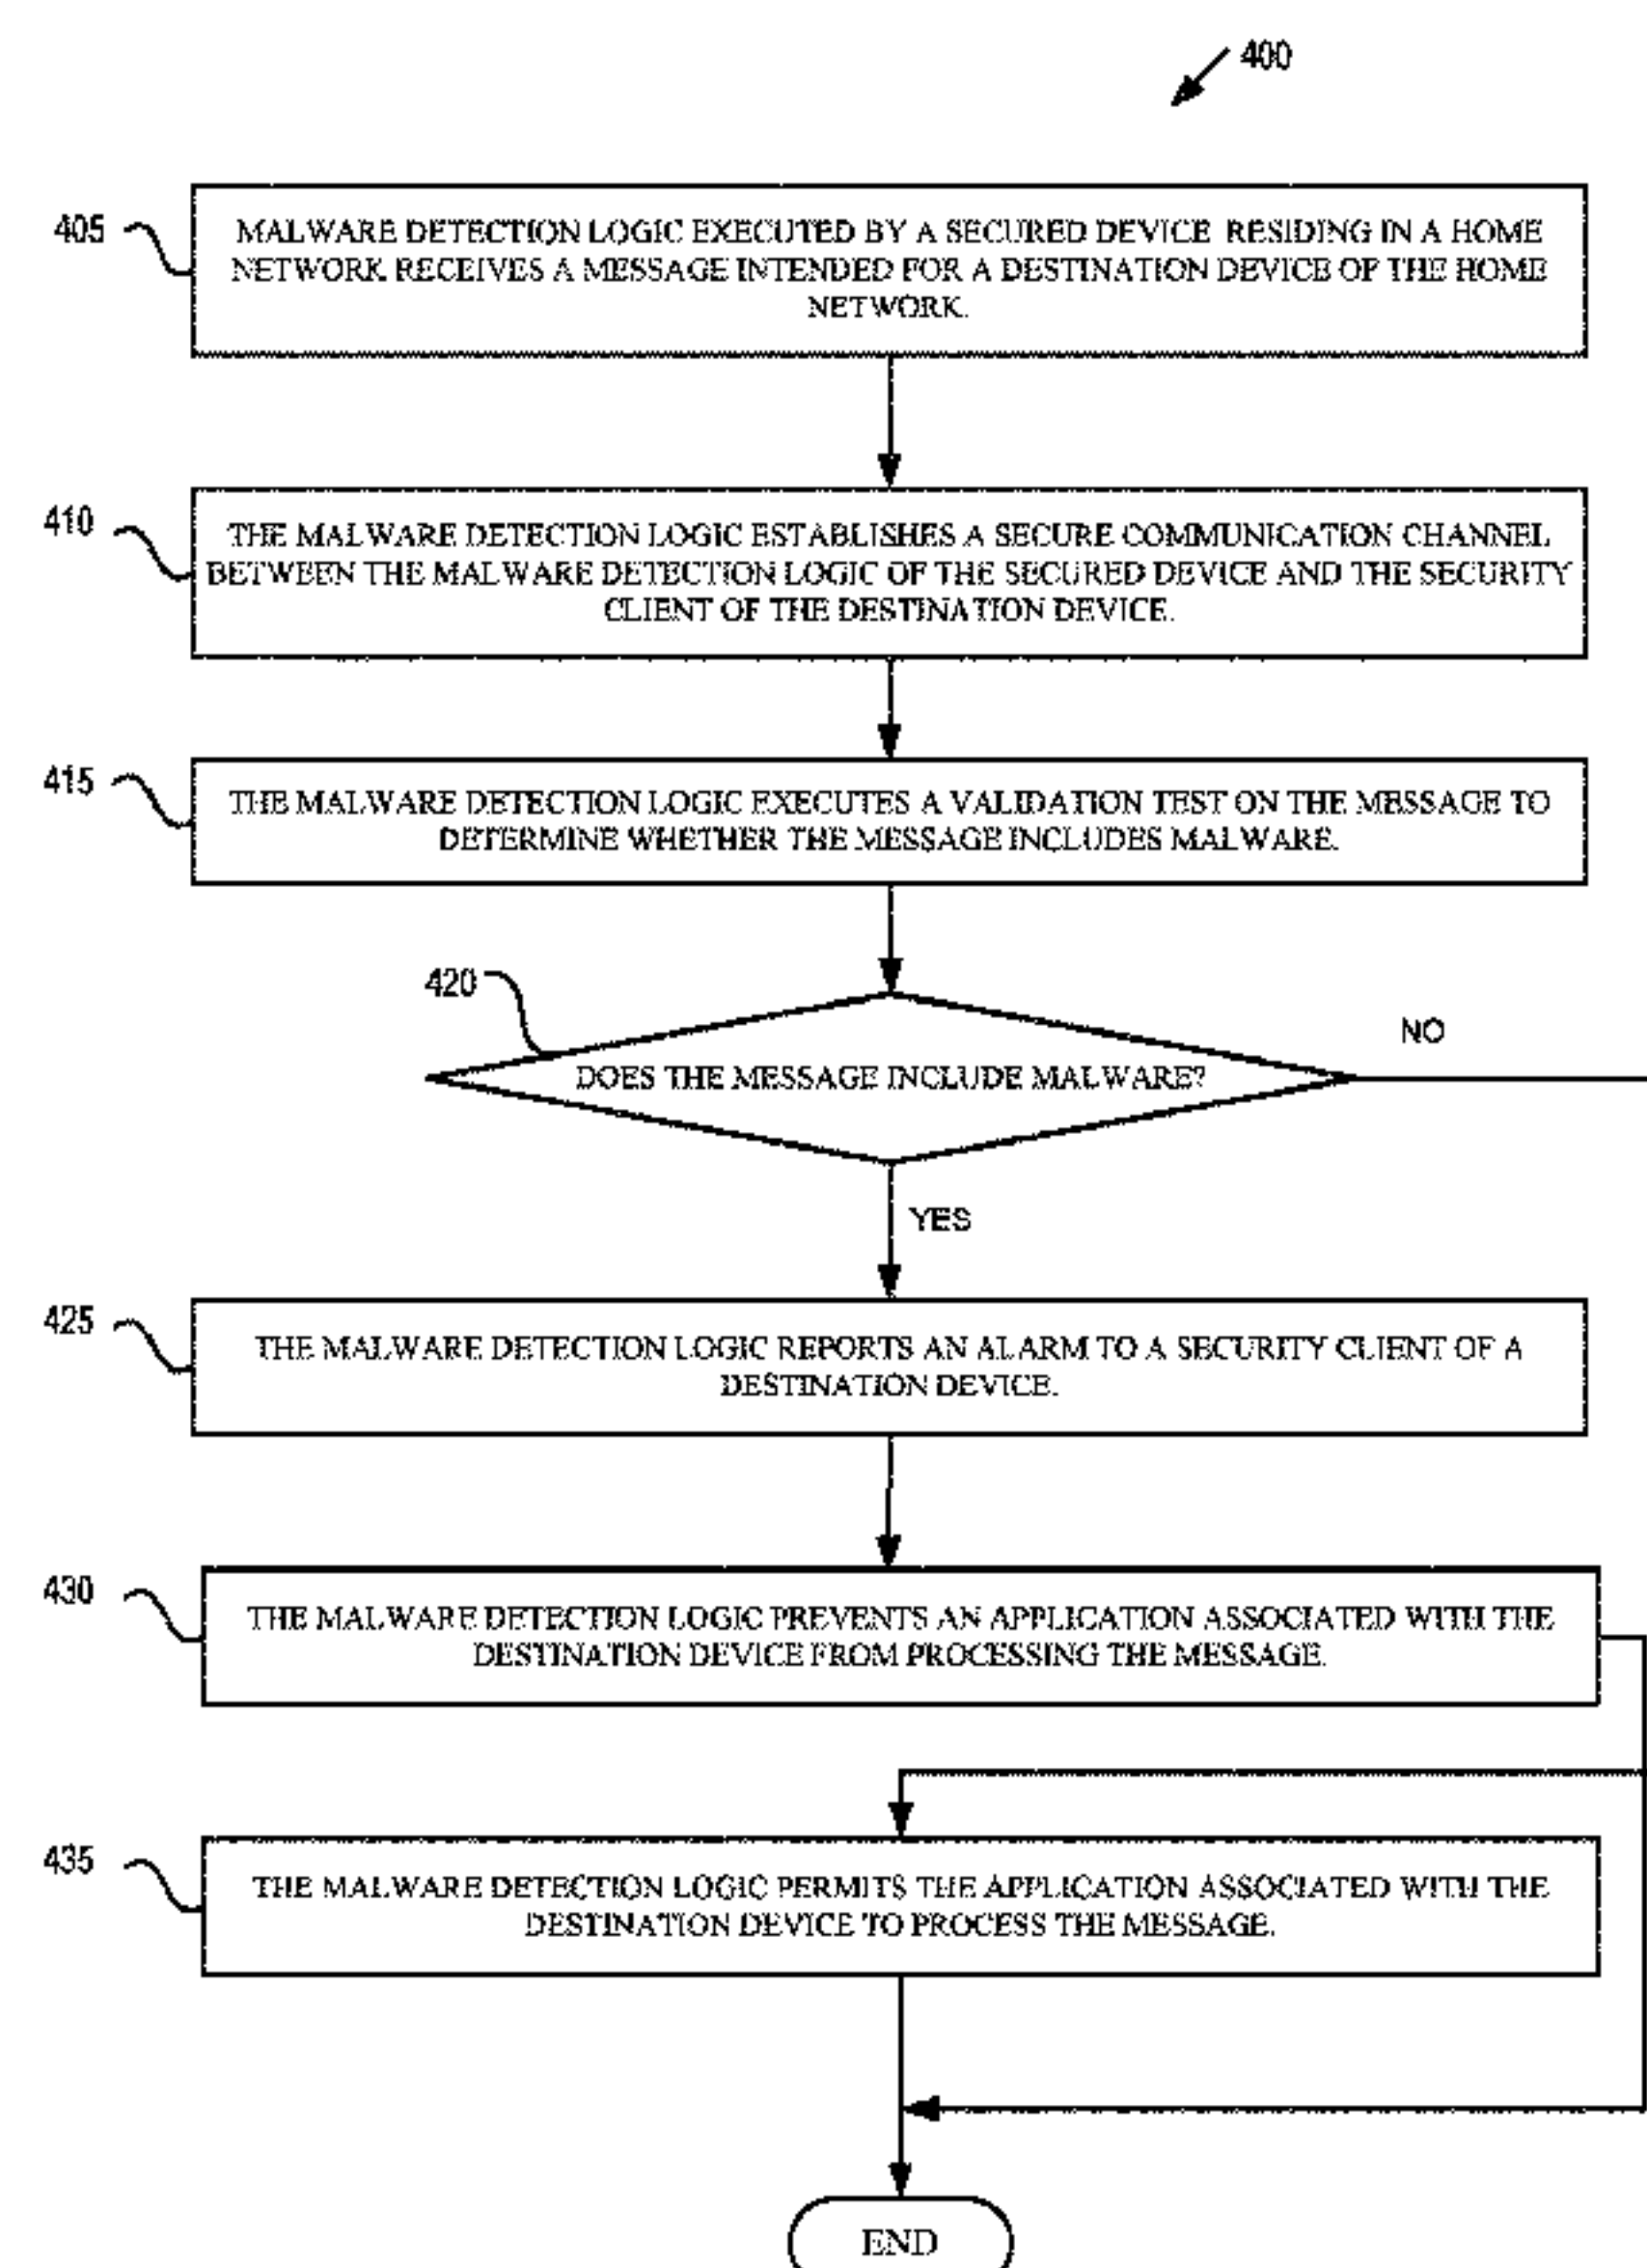 400
405
MALWARE DETECTION LOGIC EXECUTED BY A SECURED DEVICE RESIDING IN A HOME
NETWORK RECEIVES A MESSAGE INTENDED FOR A DESTINATION DEVICE OF THE HOME
NETWORK.
410
THE MALWARE DETECTION LOGIC ESTABLISHES A SECURE COMMUNICATION CHANNEL
BETWEEN THE MALWARE DETECTION LOGIC OF THE SECURED DEVICE AND THE SECURITY
CLIENT OF THE DESTINATION DEVICE.
415
THE MALWARE DETECTION LOGIC EXECUTES A VALIDATION TEST ON THE MESSAGE TO
DETERMINE WHETHER THE MESSAGE INCLUDES MALWARE.
420
NO
DOES THE MESSAGE INCLUDE MALWARE?
YES
425
THE MALWARE DETECTION LOGIC REPORTS AN ALARM TO A SECURITY CLIENT OF A
DESTINATION DEVICE.
430
THE MALWARE DETECTION LOGIC PREVENTS AN APPLICATION ASSOCIATED WITH THE
DESTINATION DEVICE FROM PROCESSING THE MESSAGE.
435
THE MALWARE DETECTION LOGIC PERMITS THE APPLICATION ASSOCIATED WITH THE
DESTINATION DEVICE TO PROCESS THE MESSAGE.
END